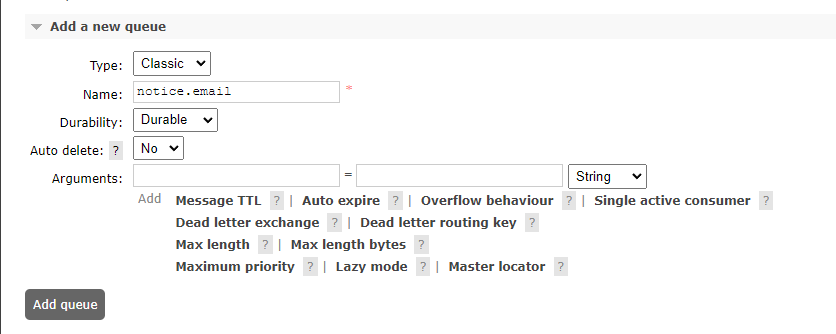 Add a new queue
Type: Classic
Name: notice.email *
Durability: Durable
Auto delete: ? No
Arguments: = String
Add Message TTL ? | Auto expire ? | Overflow behaviour ? | Single active consumer ?
Dead letter exchange ? | Dead letter routing key ?
Max length ? | Max length bytes ?
Maximum priority ? | Lazy mode ? | Master locator ?
Add queue